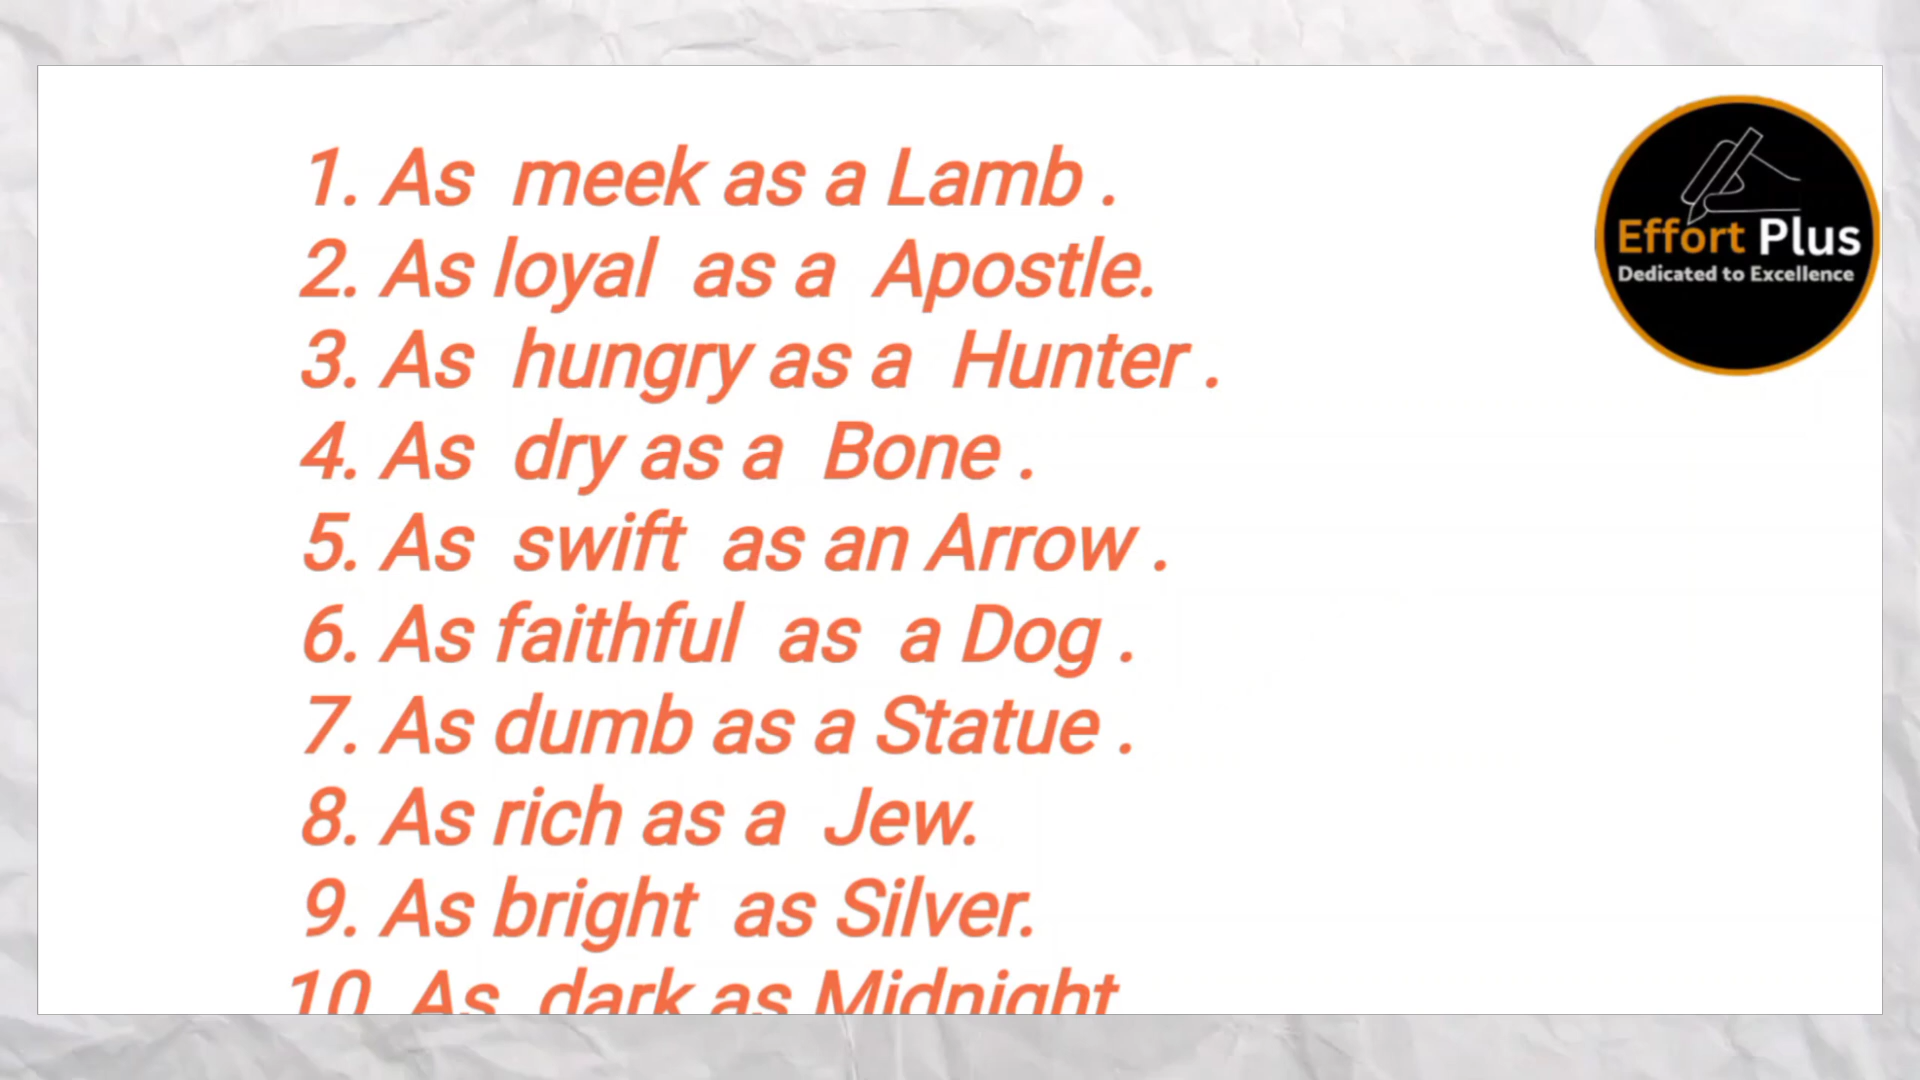 1. As meek as a Lamb .
2. As loyal as a Apostle.
3. As hungry as a Hunter .
4. As dry as a Bone .
5. As swift as an Arrow .
6. As faithful as a Dog .
7. As dumb as a Statue .
8. As rich as a Jew.
9. As bright as Silver.
10 As dark as Midnight
Effort Plus
Dedicated to Excellence